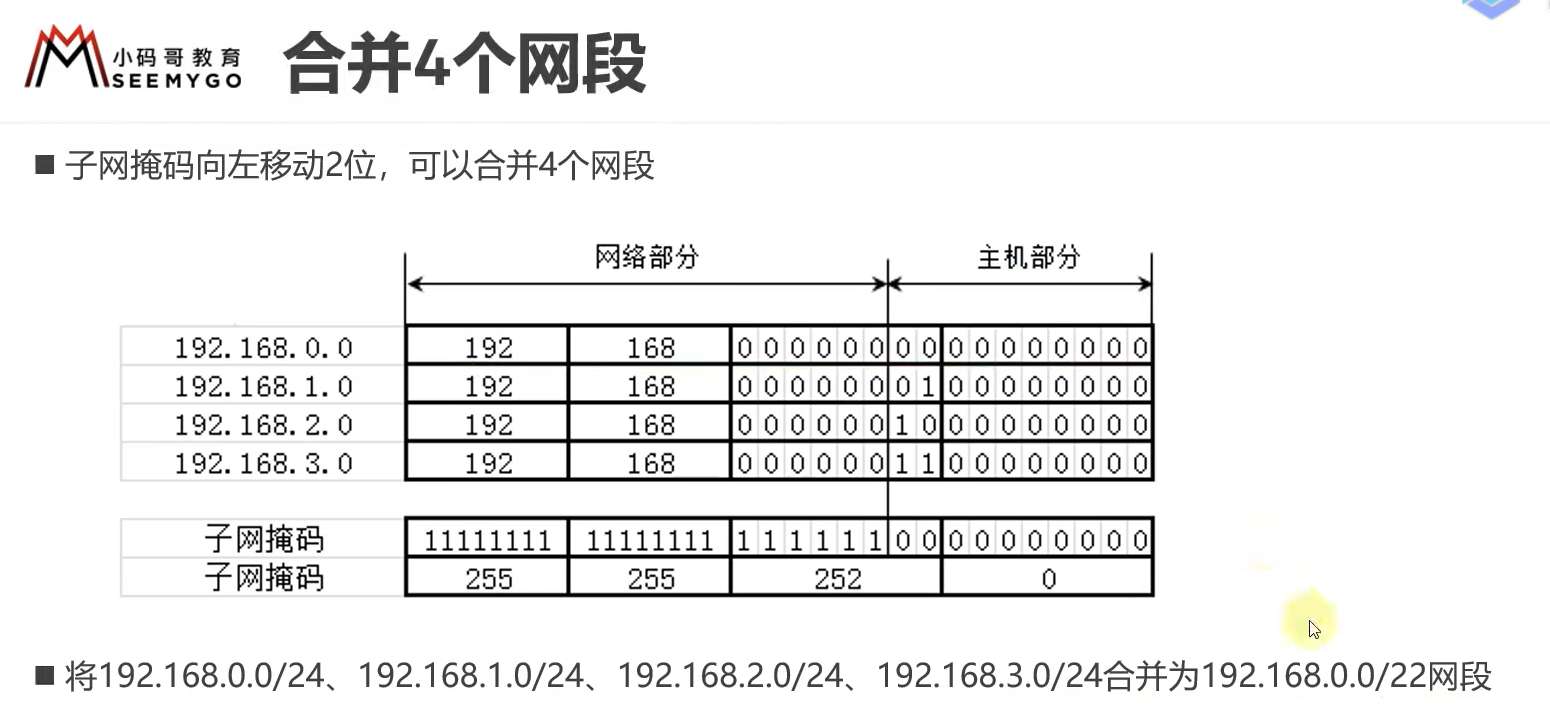 小码哥教育
SEEMYGO
合并4个网段
■ 子网掩码向左移动2位，可以合并4个网段
网络部分 主机部分
192.168.0.0 192 168 0 0 0 0 0 0 0 0 0 0 0 0 0 0 0 0
192.168.1.0 192 168 0 0 0 0 0 0 0 1 0 0 0 0 0 0 0 0
192.168.2.0 192 168 0 0 0 0 0 0 1 0 0 0 0 0 0 0 0 0
192.168.3.0 192 168 0 0 0 0 0 0 1 1 0 0 0 0 0 0 0 0
子网掩码 11111111 11111111 1 1 1 1 1 1 0 0 0 0 0 0 0 0 0 0
子网掩码 255 255 252 0
■ 将192.168.0.0/24、192.168.1.0/24、192.168.2.0/24、192.168.3.0/24合并为192.168.0.0/22网段